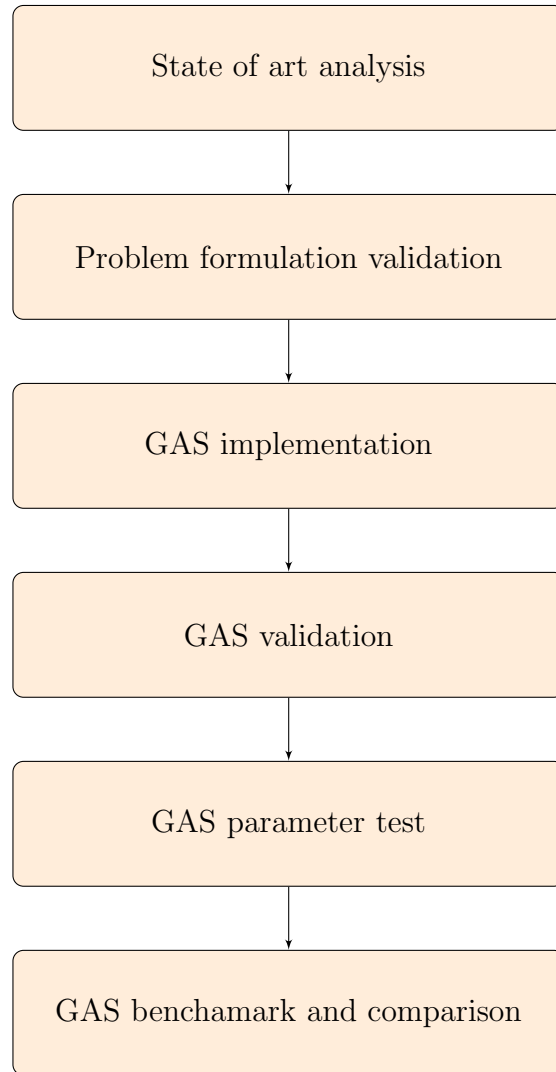 State of art analysis
Problem formulation validation
GAS implementation
GAS validation
GAS parameter test
GAS benchamark and comparison